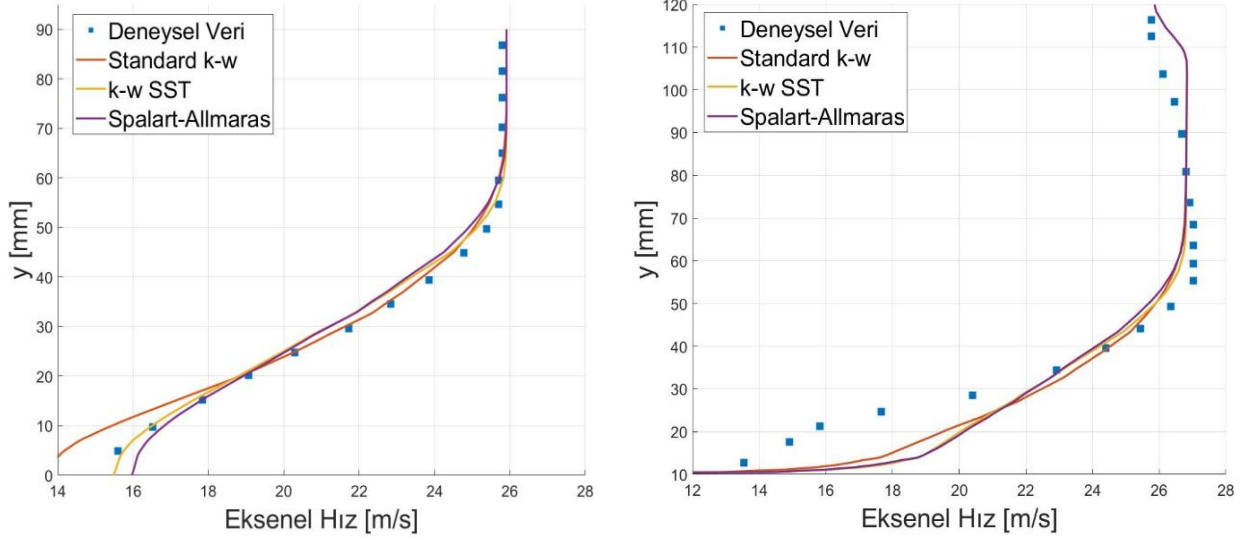 Deneysel Veri
Standard k-w
k-w SST
Spalart-Allmaras
90
80
70
60
50
40
30
20
10
0
y [mm]
14 16 18 20 22 24 26 28
Eksenel Hız [m/s]
Deneysel Veri
Standard k-w
k-w SST
Spalart-Allmaras
120
110
100
90
80
70
60
50
40
30
20
10
y [mm]
12 14 16 18 20 22 24 26 28
Eksenel Hız [m/s]